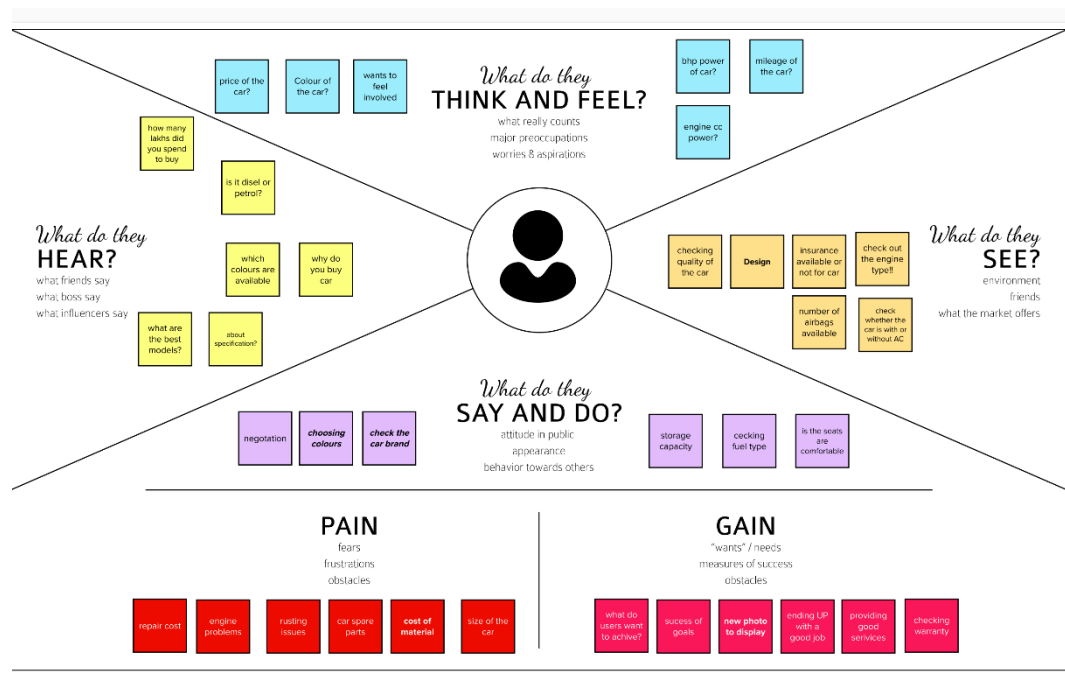 What do they
THINK AND FEEL?
what really counts
major preoccupations
worries & aspirations
price of the
car?
Colour of
the car?
wants to
feel
involved
bhp power
of car?
mileage of
the car?
engine cc
power?
What do they
HEAR?
what friends say
what boss say
what influencers say
how many
lakhs did
you spend
to buy
is it disel or
petrol?
which
colours are
available
why do
you buy
car
what are
the best
models?
about
specification?
What do they
SEE?
environment
friends
what the market offers
checking
quality of
the car
Design
insurance
available or
not for car
check out
the engine
type!!
number of
airbags
available
check
whether the
car is with or
without AC
What do they
SAY AND DO?
attitude in public
appearance
behavior towards others
negotation
choosing
colours
check the
car brand
storage
capacity
cecking
fuel type
is the seats
are
comfortable
PAIN
fears
frustrations
obstacles
repair cost
engine
problems
rusting
issues
car spare
parts
cost of
material
size of the
car
GAIN
"wants" / needs
measures of success
obstacles
what do
users want
to achive?
sucess of
goals
new photo
to display
ending UP
with a
good job
providing
good
serivices
checking
warranty